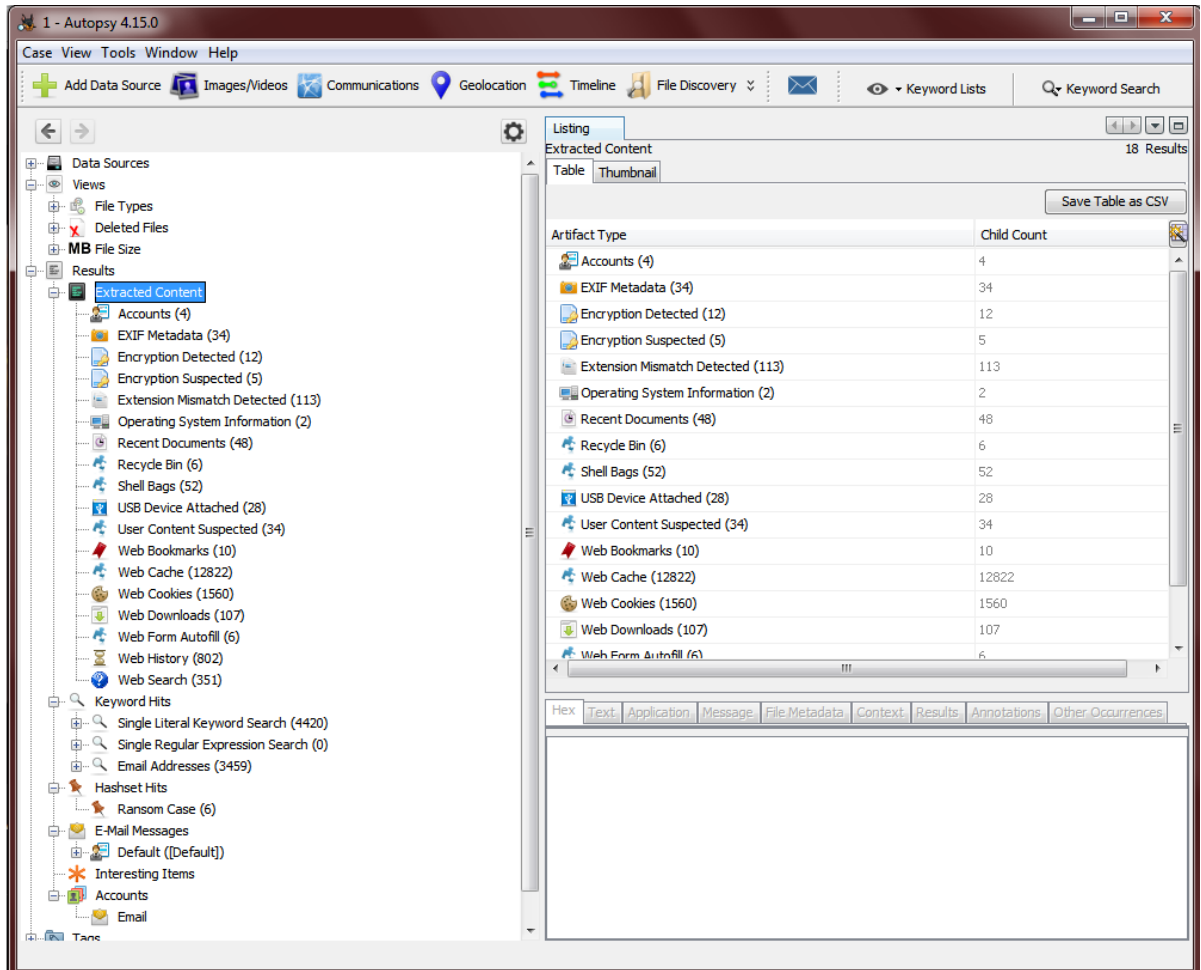 1 - Autopsy 4.15.0
Case View Tools Window Help
Add Data Source Images/Videos Communications Geolocation Timeline File Discovery Keyword Lists Keyword Search
Data Sources
Views
File Types
Deleted Files
MB File Size
Results
Extracted Content
Accounts (4)
EXIF Metadata (34)
Encryption Detected (12)
Encryption Suspected (5)
Extension Mismatch Detected (113)
Operating System Information (2)
Recent Documents (48)
Recycle Bin (6)
Shell Bags (52)
USB Device Attached (28)
User Content Suspected (34)
Web Bookmarks (10)
Web Cache (12822)
Web Cookies (1560)
Web Downloads (107)
Web Form Autofill (6)
Web History (802)
Web Search (351)
Keyword Hits
Single Literal Keyword Search (4420)
Single Regular Expression Search (0)
Email Addresses (3459)
Hashset Hits
Ransom Case (6)
E-Mail Messages
Default ([Default])
Interesting Items
Accounts
Email
Tags
Listing
Extracted Content 18 Results
Table Thumbnail
Save Table as CSV
Artifact Type Child Count
Accounts (4) 4
EXIF Metadata (34) 34
Encryption Detected (12) 12
Encryption Suspected (5) 5
Extension Mismatch Detected (113) 113
Operating System Information (2) 2
Recent Documents (48) 48
Recycle Bin (6) 6
Shell Bags (52) 52
USB Device Attached (28) 28
User Content Suspected (34) 34
Web Bookmarks (10) 10
Web Cache (12822) 12822
Web Cookies (1560) 1560
Web Downloads (107) 107
Web Form Autofill (6) 6
Hex Text Application Message File Metadata Context Results Annotations Other Occurrences